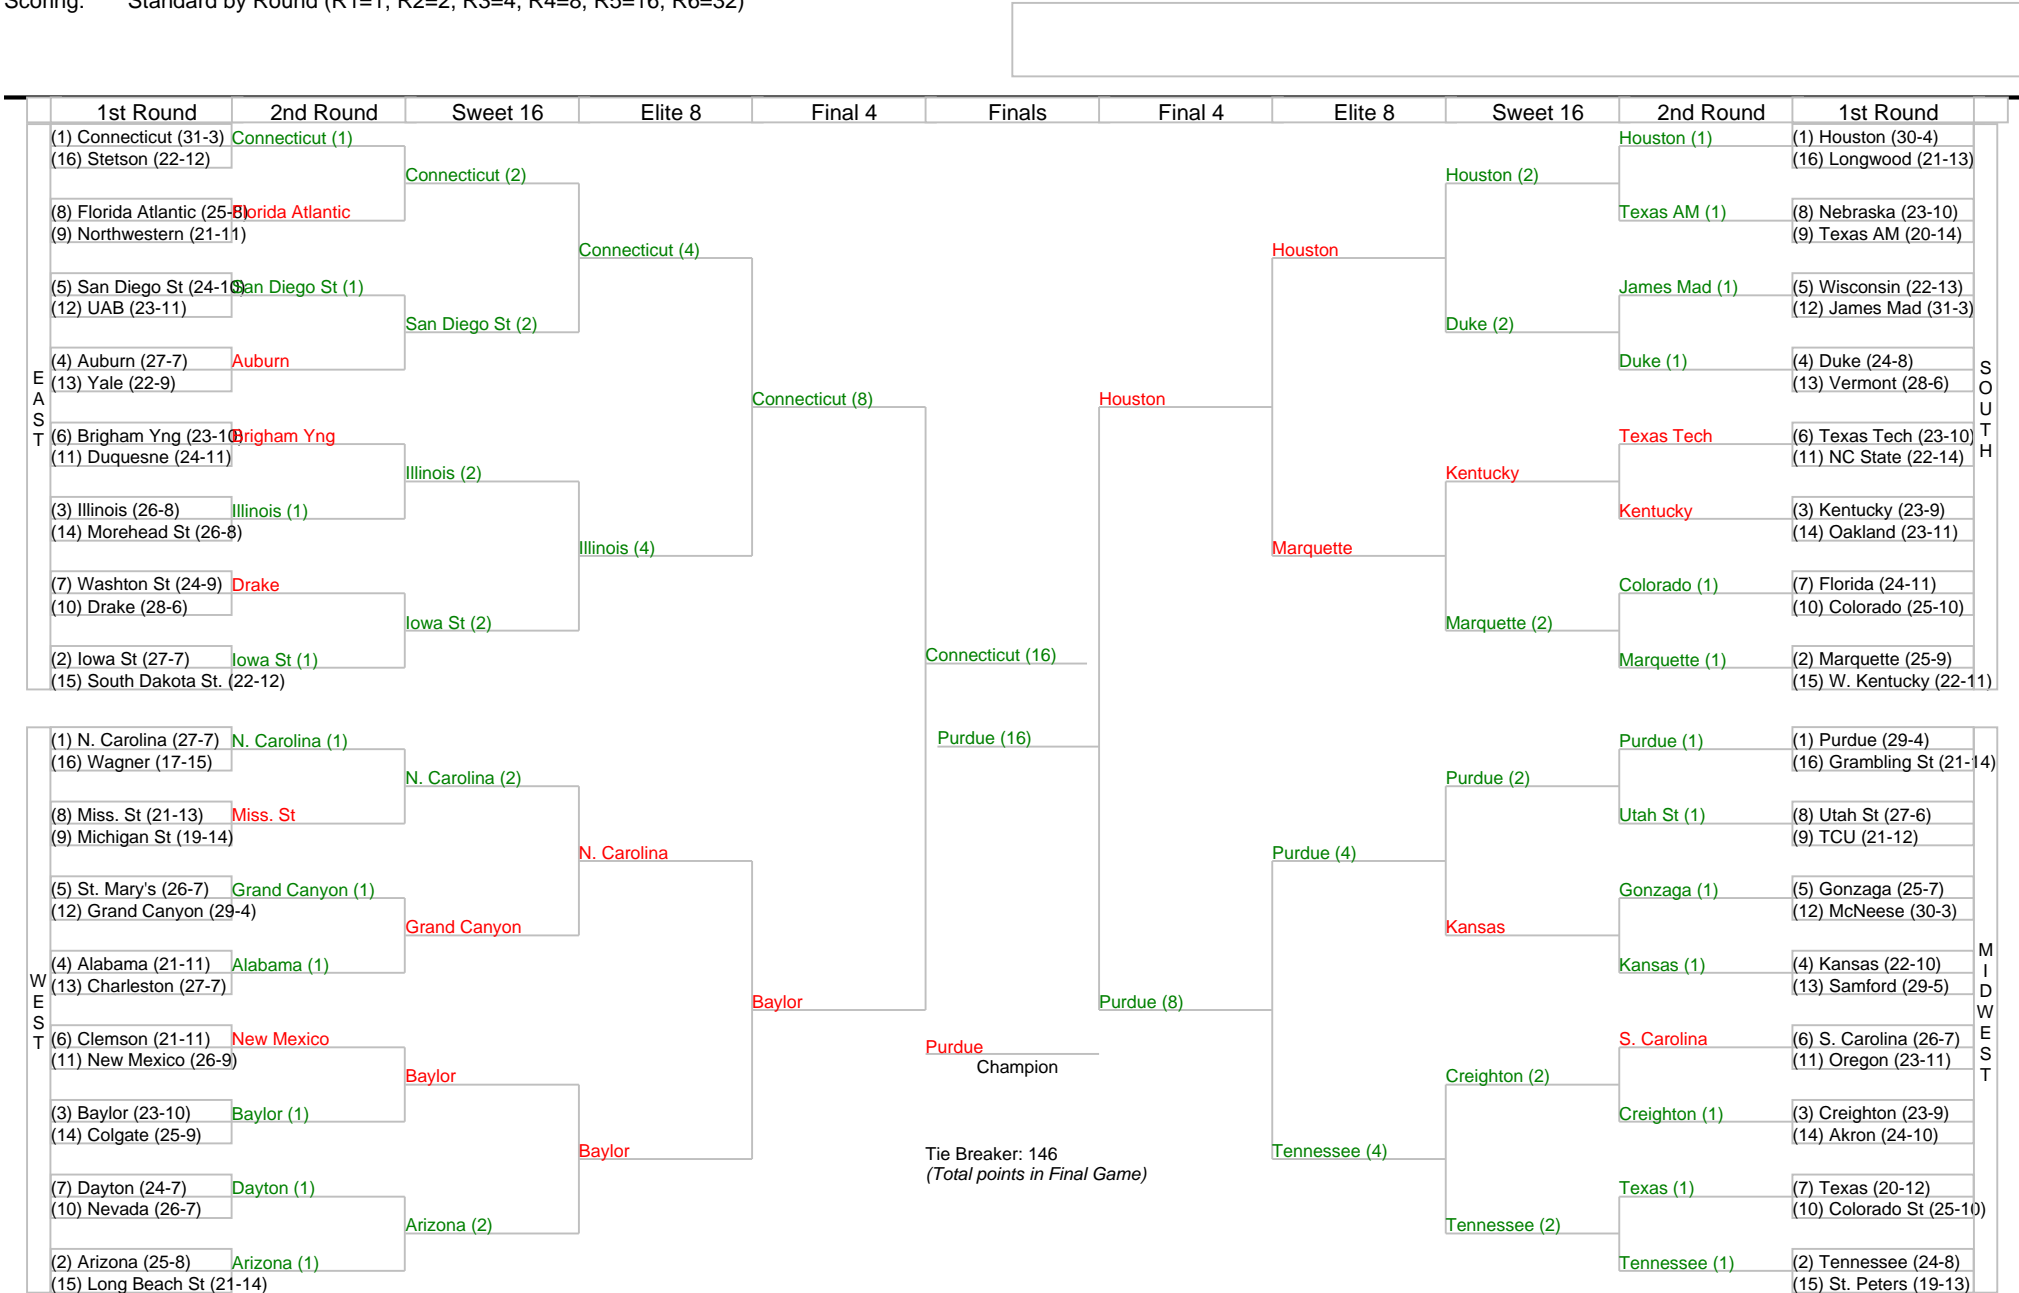 Scoring: Standard by Round (R1=1, R2=2, R3=4, R4=8, R5=16, R6=32)
1st Round 2nd Round Sweet 16 Elite 8 Final 4 Finals Final 4 Elite 8 Sweet 16 2nd Round 1st Round
EAST
(1) Connecticut (31-3)
(16) Stetson (22-12)
(8) Florida Atlantic (25-8)
(9) Northwestern (21-11)
(5) San Diego St (24-10)
(12) UAB (23-11)
(4) Auburn (27-7)
(13) Yale (22-9)
(6) Brigham Yng (23-10)
(11) Duquesne (24-11)
(3) Illinois (26-8)
(14) Morehead St (26-8)
(7) Washton St (24-9)
(10) Drake (28-6)
(2) Iowa St (27-7)
(15) South Dakota St. (22-12)
Connecticut (1)
Florida Atlantic
San Diego St (1)
Auburn
Brigham Yng
Illinois (1)
Drake
Iowa St (1)
Connecticut (2)
San Diego St (2)
Illinois (2)
Iowa St (2)
Connecticut (4)
Illinois (4)
Connecticut (8)
WEST
(1) N. Carolina (27-7)
(16) Wagner (17-15)
(8) Miss. St (21-13)
(9) Michigan St (19-14)
(5) St. Mary's (26-7)
(12) Grand Canyon (29-4)
(4) Alabama (21-11)
(13) Charleston (27-7)
(6) Clemson (21-11)
(11) New Mexico (26-9)
(3) Baylor (23-10)
(14) Colgate (25-9)
(7) Dayton (24-7)
(10) Nevada (26-7)
(2) Arizona (25-8)
(15) Long Beach St (21-14)
N. Carolina (1)
Miss. St
Grand Canyon (1)
Alabama (1)
New Mexico
Baylor (1)
Dayton (1)
Arizona (1)
N. Carolina (2)
Grand Canyon
Baylor
Arizona (2)
N. Carolina
Baylor
Baylor
Connecticut (16)
Purdue (16)
Purdue
Champion
Tie Breaker: 146
(Total points in Final Game)
Houston
Houston
Marquette
Houston (2)
Duke (2)
Kentucky
Marquette (2)
Houston (1)
Texas AM (1)
James Mad (1)
Duke (1)
Texas Tech
Kentucky
Colorado (1)
Marquette (1)
(1) Houston (30-4)
(16) Longwood (21-13)
(8) Nebraska (23-10)
(9) Texas AM (20-14)
(5) Wisconsin (22-13)
(12) James Mad (31-3)
(4) Duke (24-8)
(13) Vermont (28-6)
(6) Texas Tech (23-10)
(11) NC State (22-14)
(3) Kentucky (23-9)
(14) Oakland (23-11)
(7) Florida (24-11)
(10) Colorado (25-10)
(2) Marquette (25-9)
(15) W. Kentucky (22-11)
SOUTH
Purdue (8)
Purdue (4)
Tennessee (4)
Purdue (2)
Kansas
Creighton (2)
Tennessee (2)
Purdue (1)
Utah St (1)
Gonzaga (1)
Kansas (1)
S. Carolina
Creighton (1)
Texas (1)
Tennessee (1)
(1) Purdue (29-4)
(16) Grambling St (21-14)
(8) Utah St (27-6)
(9) TCU (21-12)
(5) Gonzaga (25-7)
(12) McNeese (30-3)
(4) Kansas (22-10)
(13) Samford (29-5)
(6) S. Carolina (26-7)
(11) Oregon (23-11)
(3) Creighton (23-9)
(14) Akron (24-10)
(7) Texas (20-12)
(10) Colorado St (25-10)
(2) Tennessee (24-8)
(15) St. Peters (19-13)
MIDWEST